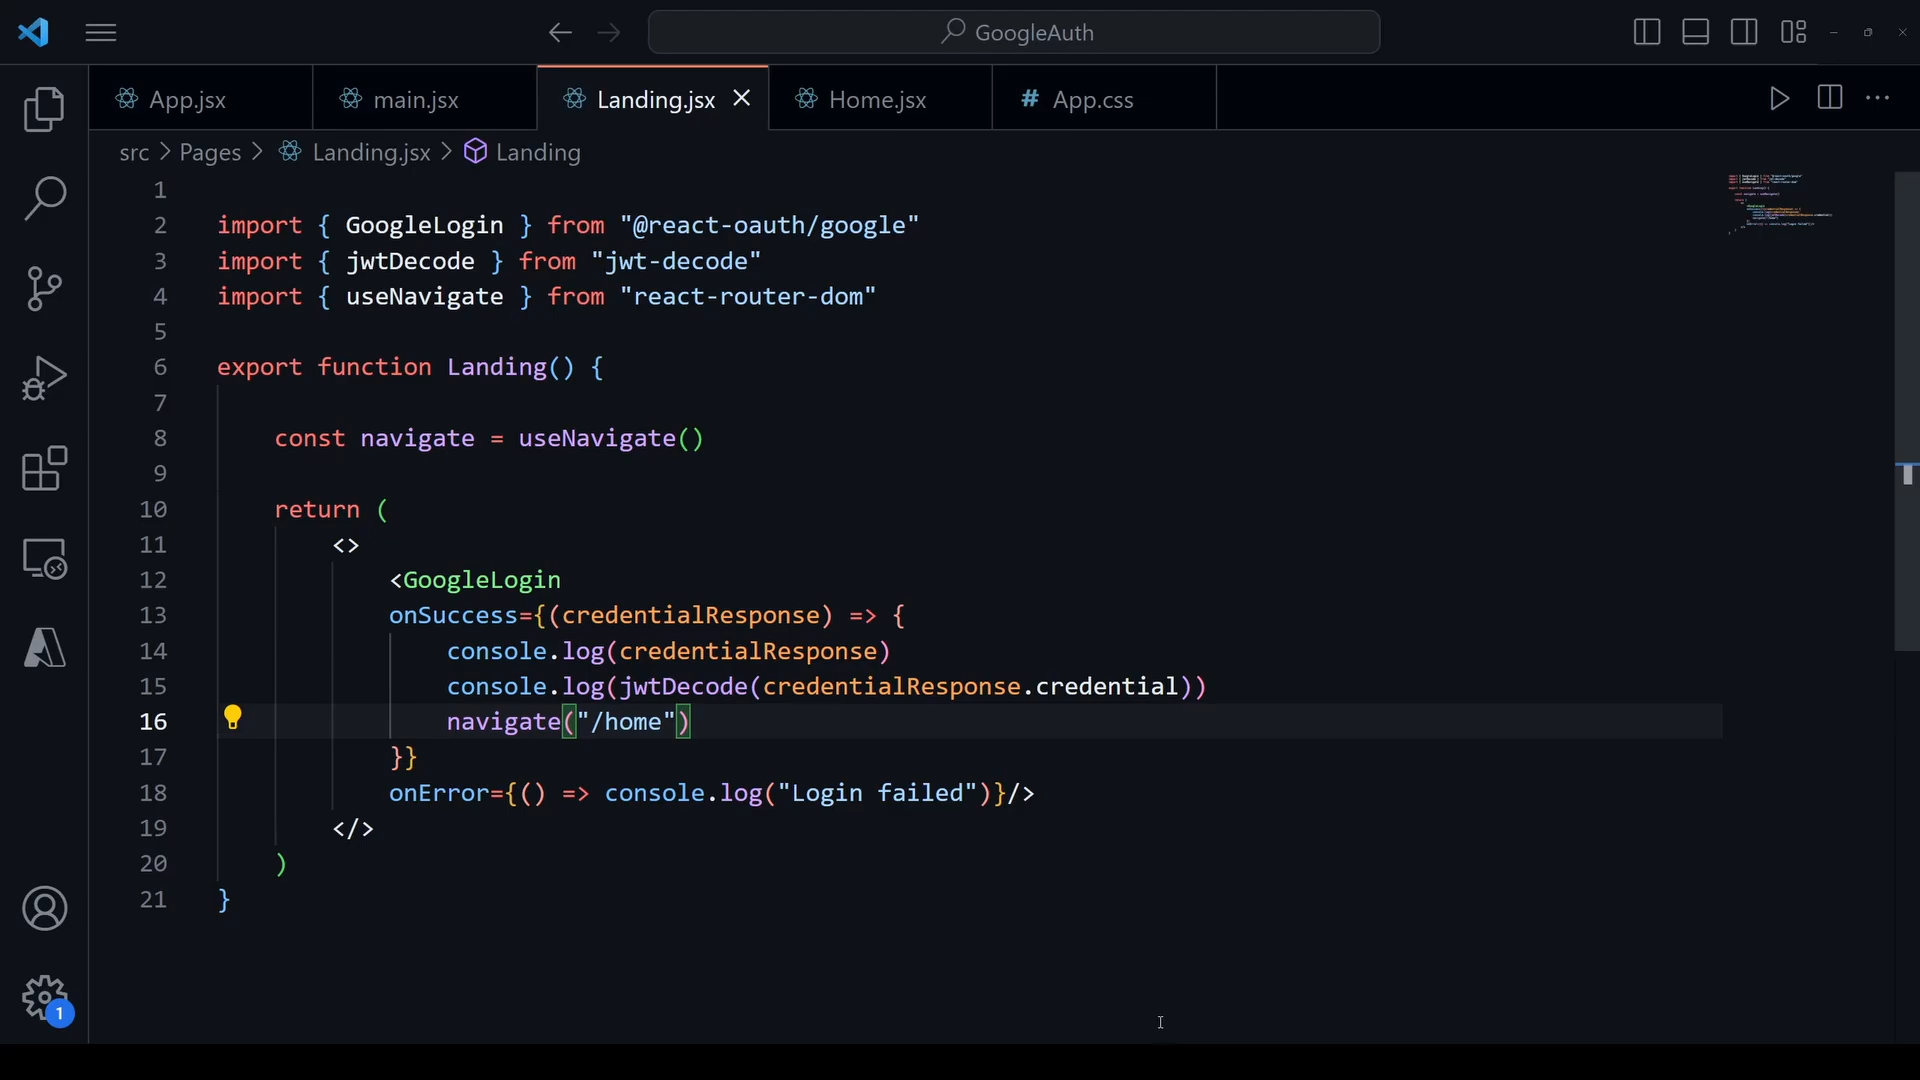 GoogleAuth
App.jsx
main.jsx
Landing.jsx
Home.jsx
# App.css
src > Pages > Landing.jsx > Landing
1
2 import { GoogleLogin } from "@react-oauth/google"
3 import { jwtDecode } from "jwt-decode"
4 import { useNavigate } from "react-router-dom"
5
6 export function Landing() {
7
8 const navigate = useNavigate()
9
10 return (
11 <>
12 <GoogleLogin
13 onSuccess={(credentialResponse) => {
14 console.log(credentialResponse)
15 console.log(jwtDecode(credentialResponse.credential))
16 navigate("/home")
17 }}
18 onError={() => console.log("Login failed")}/>
19 </>
20 )
21 }
1